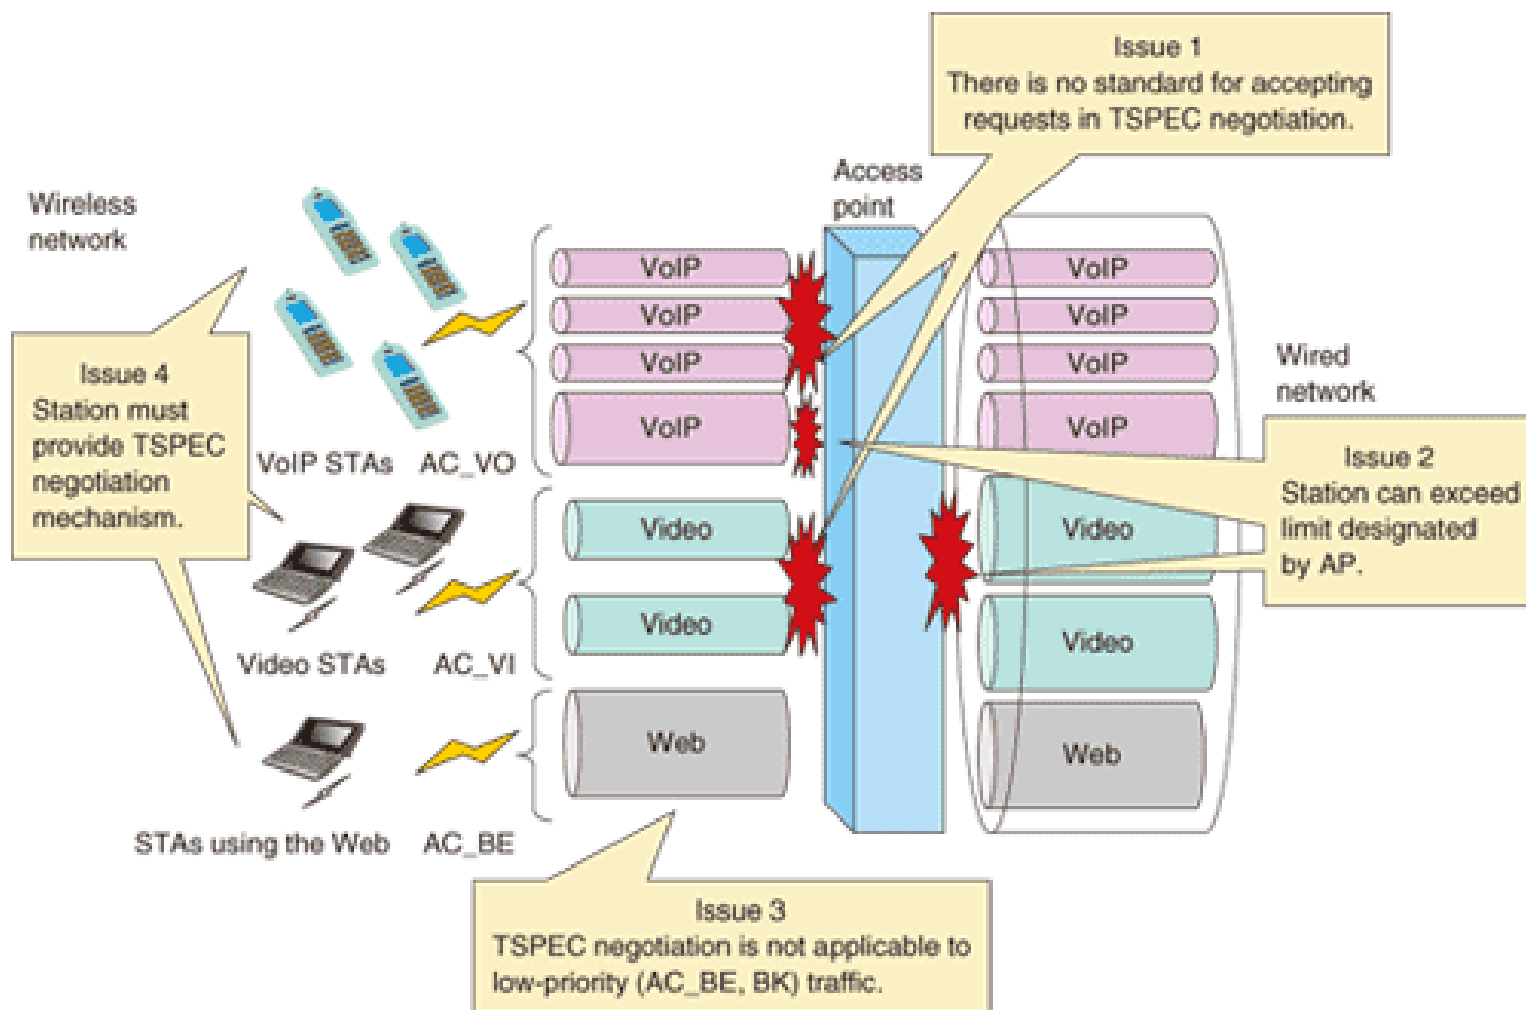 Issue 1
There is no standard for accepting
requests in TSPEC negotiation.
Access
point
Wireless
network
VoIP
VoIP
VoIP
VoIP
VoIP
VoIP
VoIP
VoIP
Wired
network
Issue 4
Station must
provide TSPEC
negotiation
mechanism.
VoIP STAs
AC_VO
Issue 2
Station can exceed
limit designated
by AP.
Video
Video
Video
Video
Video STAs
AC_VI
Web
Web
STAs using the Web
AC_BE
Issue 3
TSPEC negotiation is not applicable to
low-priority (AC_BE, BK) traffic.